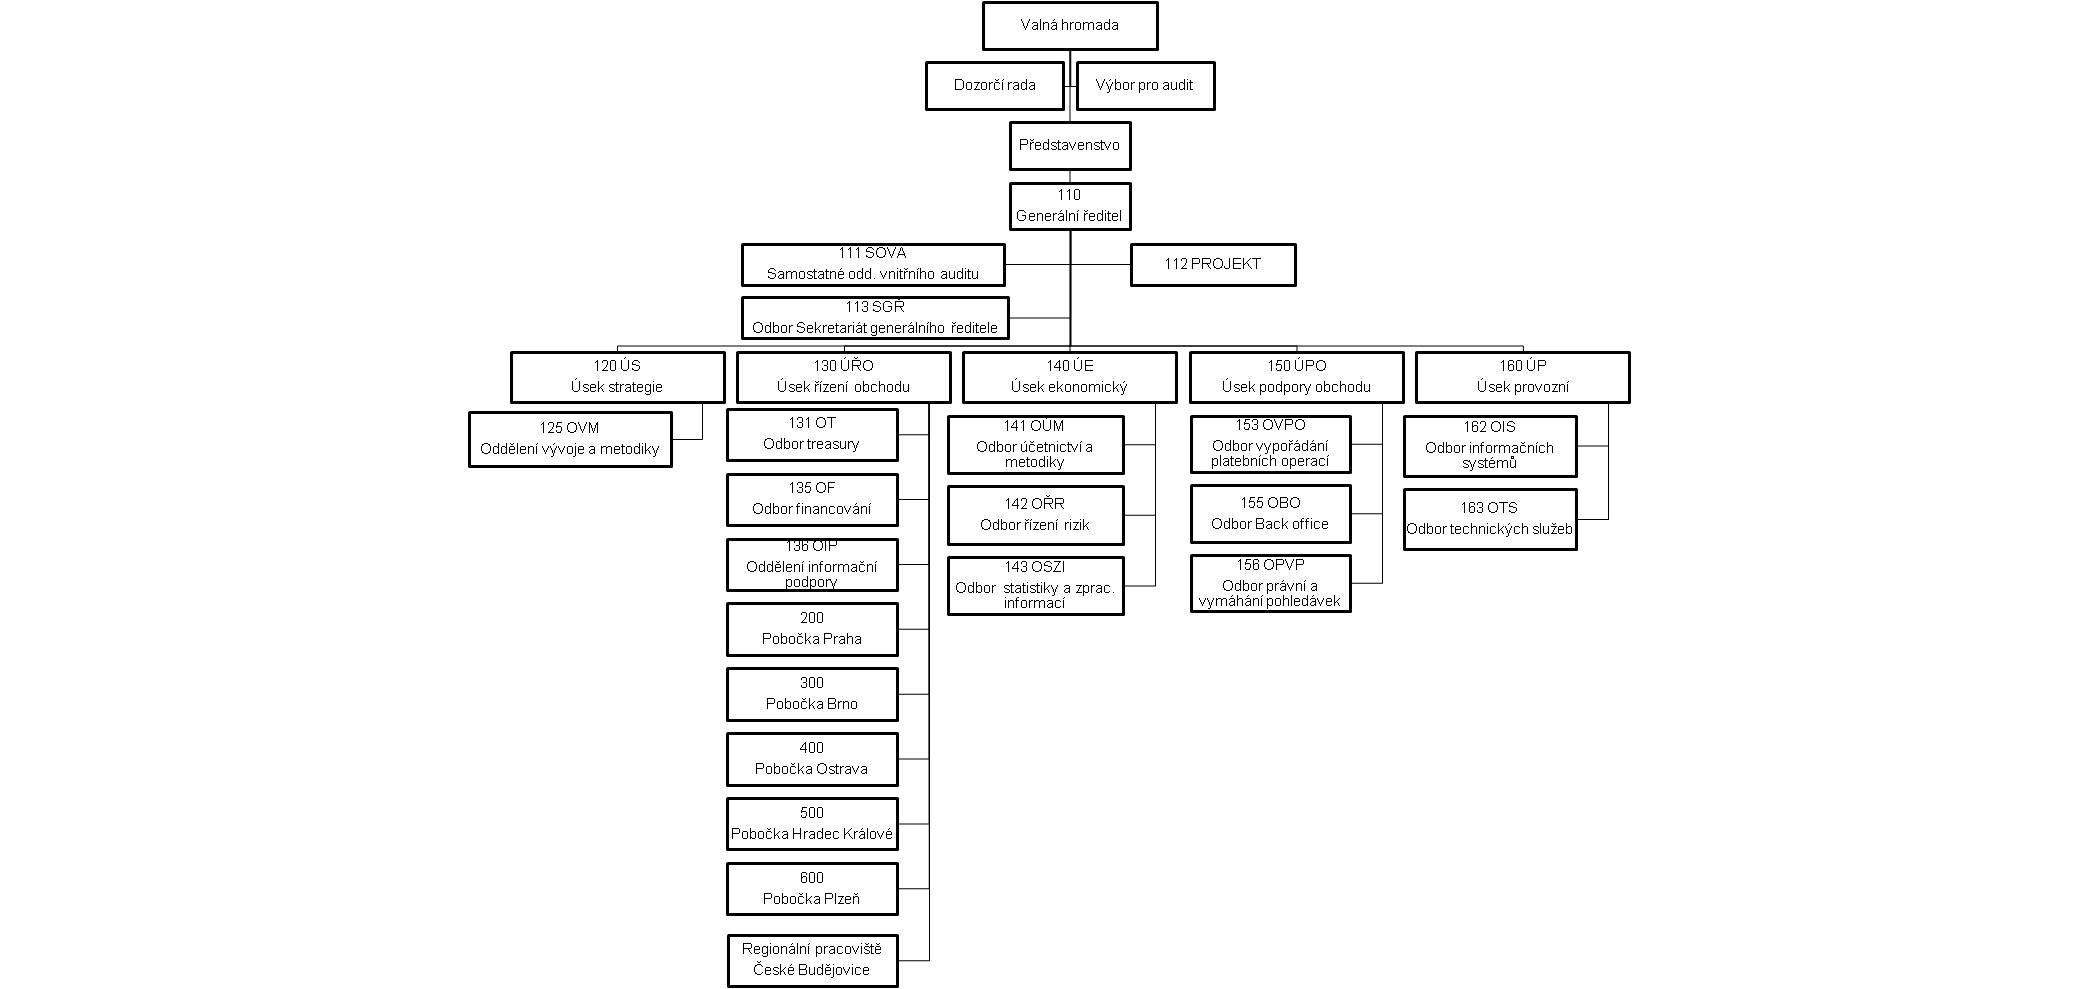 Valná hromada
Dozorčí rada
Výbor pro audit
Představenstvo
110
Generální ředitel
111 SOVA
Samostatné odd. vnitřního auditu
112 PROJEKT
113 SGŘ
Odbor Sekretariát generálního ředitele
120 ÚS
Úsek strategie
125 OVM
Oddělení vývoje a metodiky
130 ÚŘO
Úsek řízení obchodu
131 OT
Odbor treasury
135 OF
Odbor financování
136 OIP
Oddělení informační
podpory
200
Pobočka Praha
300
Pobočka Brno
400
Pobočka Ostrava
500
Pobočka Hradec Králové
600
Pobočka Plzeň
Regionální pracoviště
České Budějovice
140 ÚE
Úsek ekonomický
141 OÚM
Odbor účetnictví a
metodiky
142 OŘR
Odbor řízení rizik
143 OSZI
Odbor statistiky a zprac.
informací
150 ÚPO
Úsek podpory obchodu
153 OVPO
Odbor vypořádání
platebních operací
155 OBO
Odbor Back office
156 OPVP
Odbor právní a
vymáhání pohledávek
160 ÚP
Úsek provozní
162 OIS
Odbor informačních
systémů
163 OTS
Odbor technických služeb